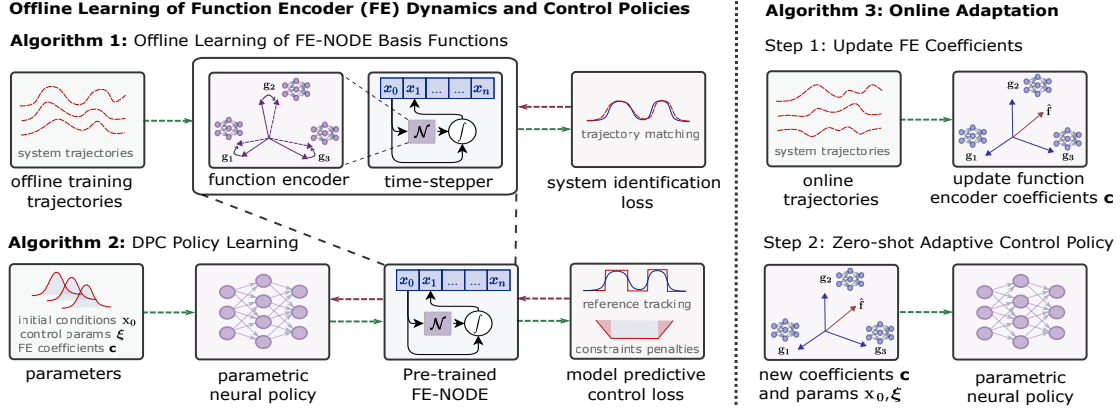 Offline Learning of Function Encoder (FE) Dynamics and Control Policies
Algorithm 1: Offline Learning of FE-NODE Basis Functions
system trajectories
offline training
trajectories
g₂
g₁
g₃
function encoder
x₀ x₁ ... ... xₙ
𝒩 ∫
time-stepper
trajectory matching
system identification
loss
Algorithm 2: DPC Policy Learning
initial conditions x₀
control params ξ
FE coefficients c
parameters
parametric
neural policy
x₀ x₁ ... ... xₙ
𝒩 ∫
Pre-trained
FE-NODE
reference tracking
constraints penalties
model predictive
control loss
Algorithm 3: Online Adaptation
Step 1: Update FE Coefficients
system trajectories
online
trajectories
g₂
f̂
g₁
g₃
update function
encoder coefficients c
Step 2: Zero-shot Adaptive Control Policy
g₂
f̂
g₁
g₃
new coefficients c
and params x₀, ξ
parametric
neural policy